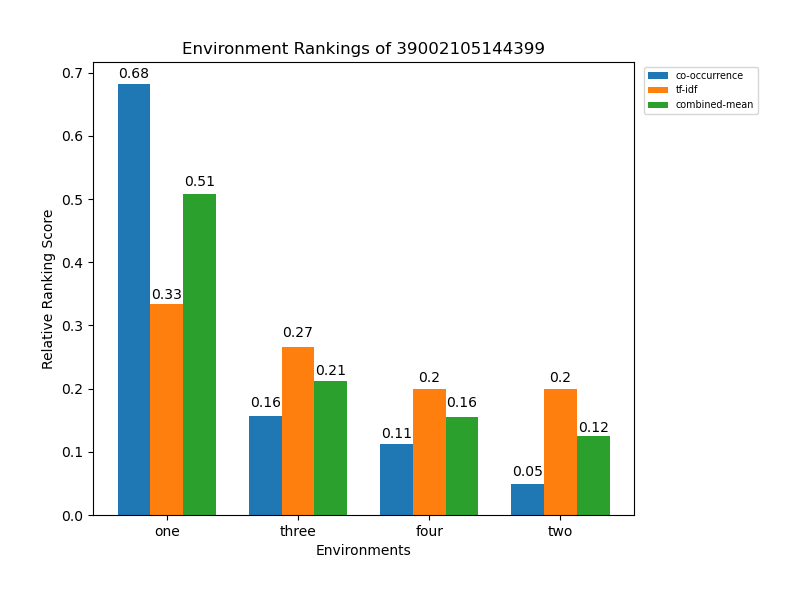 Environment Rankings of 39002105144399
co-occurrence
tf-idf
combined-mean
Relative Ranking Score
0.7
0.6
0.5
0.4
0.3
0.2
0.1
0.0
0.68
0.33
0.51
0.16
0.27
0.21
0.11
0.2
0.16
0.05
0.2
0.12
one three four two
Environments